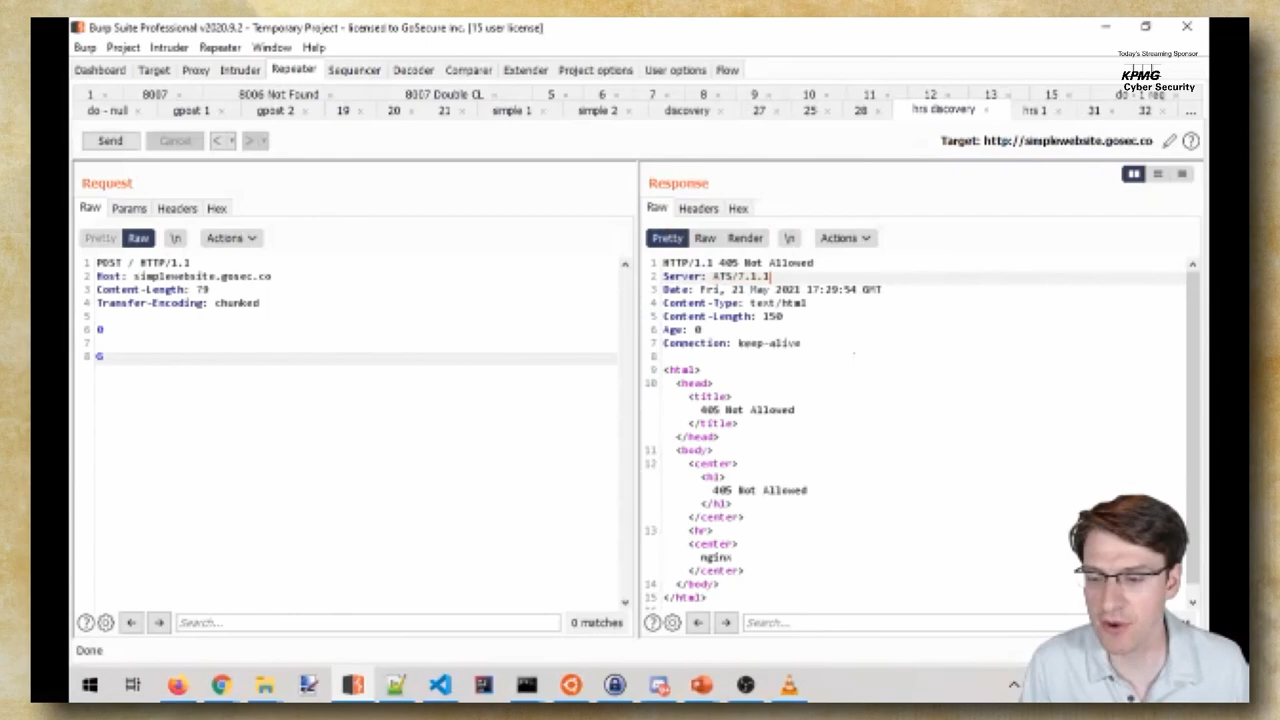 Burp Suite Professional v2020.9.2 - Temporary Project - licensed to GoSecure Inc. [15 user license]
Burp Project Intruder Repeater Window Help
Today's Streaming Sponsor
KPMG
Cyber Security
Dashboard Target Proxy Intruder Repeater Sequencer Decoder Comparer Extender Project options User options Flow
1 × 8007 × 8006 Not Found × 8007 Double CL × 5 × 6 × 7 × 8 × 9 × 10 × 11 × 12 × 13 × 15 × do - 1 req ×
do - null × gpost 1 × gpost 2 × 19 × 20 × 21 × simple 1 × simple 2 × discovery × 27 × 25 × 28 × hrs discovery × hrs 1 × 31 × 32 × ...
Send Cancel < >
Target: http://simplewebsite.gosec.co
Request
Raw Params Headers Hex
Pretty Raw \n Actions
1 POST / HTTP/1.1
2 Host: simplewebsite.gosec.co
3 Content-Length: 79
4 Transfer-Encoding: chunked
5
6 0
7
8 G
Search...
0 matches
Response
Raw Headers Hex
Pretty Raw Render \n Actions
1 HTTP/1.1 405 Not Allowed
2 Server: ATS/7.1.1
3 Date: Fri, 21 May 2021 17:29:54 GMT
4 Content-Type: text/html
5 Content-Length: 150
6 Age: 0
7 Connection: keep-alive
8
9 <html>
10 <head>
<title>
405 Not Allowed
</title>
</head>
11 <body>
12 <center>
<h1>
405 Not Allowed
</h1>
</center>
13 <hr>
<center>
nginx
</center>
14 </body>
15 </html>
Search...
Done